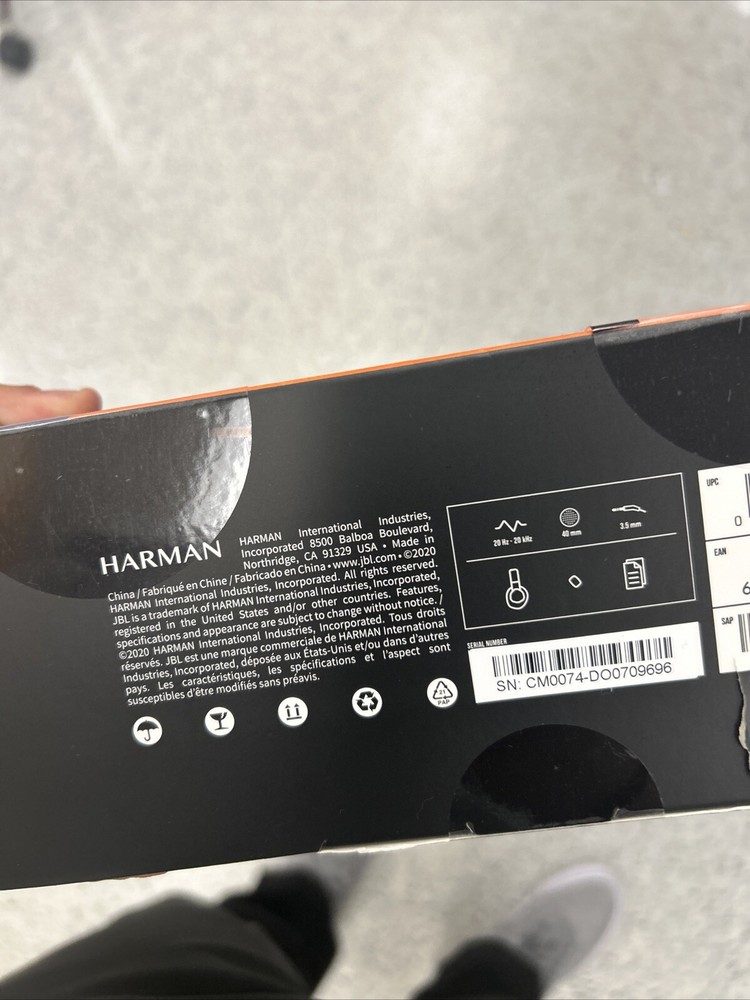 HARMAN
HARMAN International Industries,
Incorporated 8500 Balboa Boulevard,
Northridge, CA 91329 USA • Made in
China / Fabriqué en Chine / Fabricado en China • www.jbl.com • ©2020
HARMAN International Industries, Incorporated. All rights reserved.
JBL is a trademark of HARMAN International Industries, Incorporated,
registered in the United States and/or other countries. Features,
specifications and appearance are subject to change without notice. /
©2020 HARMAN International Industries, Incorporated. Tous droits
réservés. JBL est une marque commerciale de HARMAN International
Industries, Incorporated, déposée aux États-Unis et/ou dans d'autres
pays. Les caractéristiques, les spécifications et l'aspect sont
susceptibles d'être modifiés sans préavis.
21
PAP
20 Hz - 20 kHz
40 mm
3.5 mm
SERIAL NUMBER
SN: CM0074-DO0709696
UPC
0
EAN
6
SAP